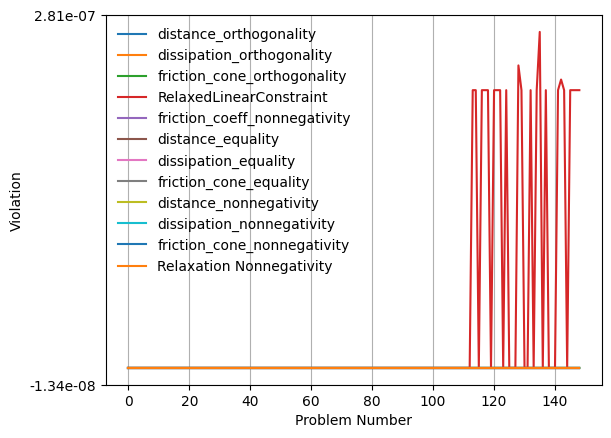 2.81e-07
distance_orthogonality
dissipation_orthogonality
friction_cone_orthogonality
RelaxedLinearConstraint
friction_coeff_nonnegativity
distance_equality
dissipation_equality
friction_cone_equality
distance_nonnegativity
dissipation_nonnegativity
friction_cone_nonnegativity
Relaxation Nonnegativity
Violation
-1.34e-08
0 20 40 60 80 100 120 140
Problem Number